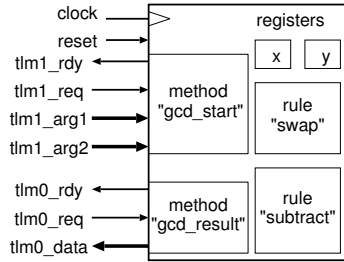 clock
reset
tlm1_rdy
tlm1_req
tlm1_arg1
tlm1_arg2
tlm0_rdy
tlm0_req
tlm0_data
method
"gcd_start"
method
"gcd_result"
registers
x
y
rule
"swap"
rule
"subtract"